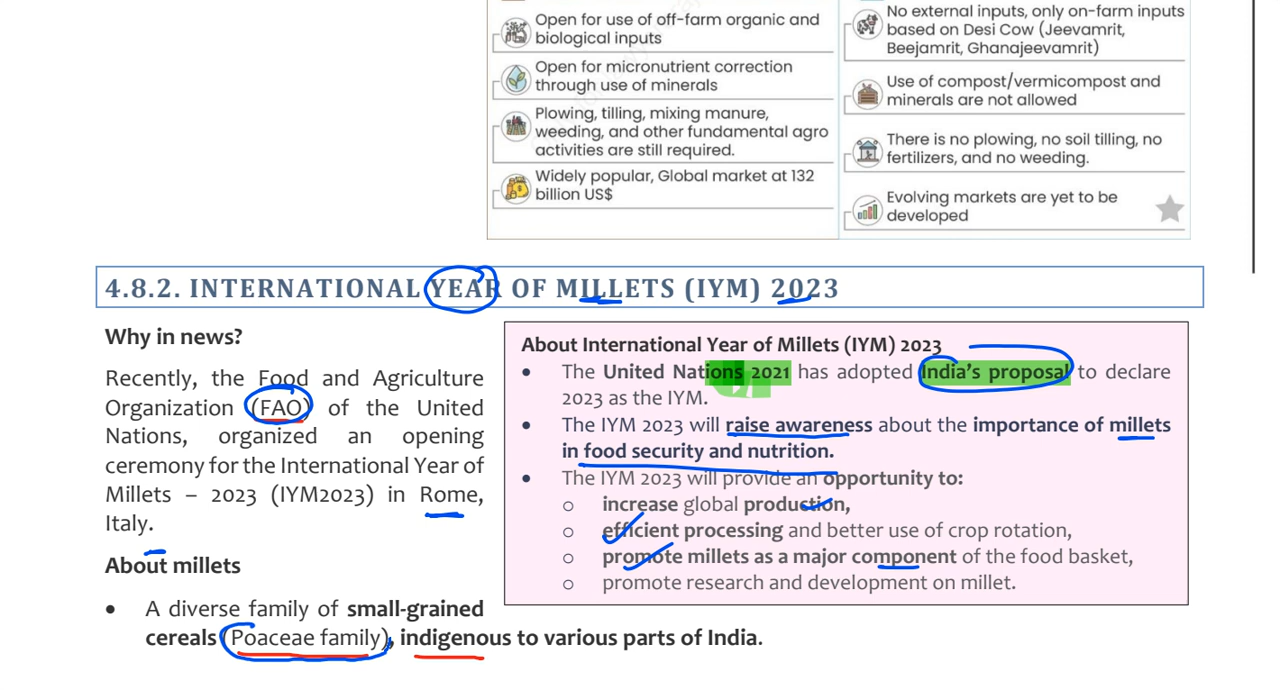 Open for use of off-farm organic and
biological inputs
Open for micronutrient correction
through use of minerals
Plowing, tilling, mixing manure,
weeding, and other fundamental agro
activities are still required.
Widely popular, Global market at 132
billion US$
No external inputs, only on-farm inputs
based on Desi Cow (Jeevamrit,
Beejamrit, Ghanajeevamrit)
Use of compost/vermicompost and
minerals are not allowed
There is no plowing, no soil tilling, no
fertilizers, and no weeding.
Evolving markets are yet to be
developed
4.8.2. INTERNATIONAL YEAR OF MILLETS (IYM) 2023
Why in news?
Recently, the Food and Agriculture
Organization (FAO) of the United
Nations, organized an opening
ceremony for the International Year of
Millets – 2023 (IYM2023) in Rome,
Italy.
About millets
• A diverse family of small-grained
cereals (Poaceae family), indigenous to various parts of India.
About International Year of Millets (IYM) 2023
• The United Nations 2021 has adopted India's proposal to declare
2023 as the IYM.
• The IYM 2023 will raise awareness about the importance of millets
in food security and nutrition.
• The IYM 2023 will provide an opportunity to:
o increase global production,
o efficient processing and better use of crop rotation,
o promote millets as a major component of the food basket,
o promote research and development on millet.